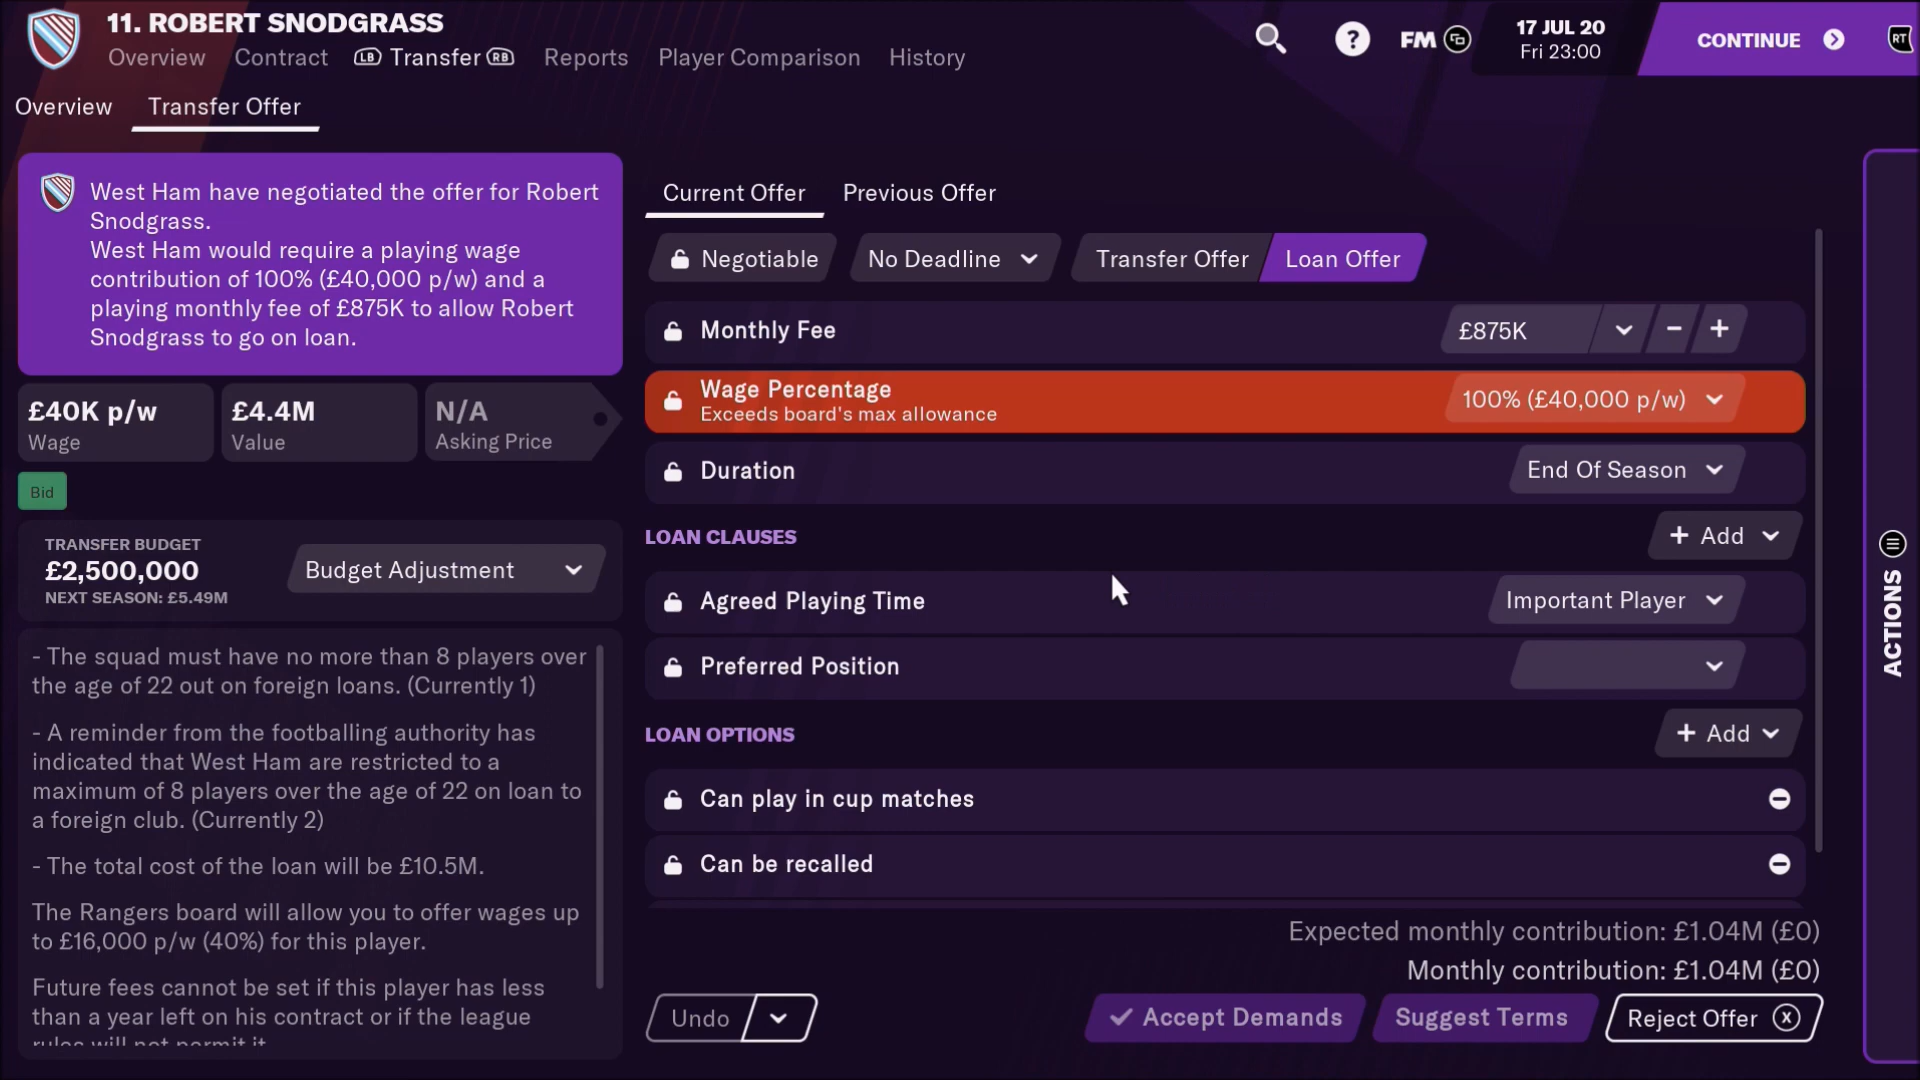 11. ROBERT SNODGRASS
Overview Contract LB Transfer RB Reports Player Comparison History
FM
17 JUL 20
Fri 23:00
CONTINUE
RT
Overview Transfer Offer
West Ham have negotiated the offer for Robert
Snodgrass.
West Ham would require a playing wage
contribution of 100% (£40,000 p/w) and a
playing monthly fee of £875K to allow Robert
Snodgrass to go on loan.
£40K p/w
Wage
£4.4M
Value
N/A
Asking Price
Bid
TRANSFER BUDGET
£2,500,000
NEXT SEASON: £5.49M
Budget Adjustment
- The squad must have no more than 8 players over
the age of 22 out on foreign loans. (Currently 1)
- A reminder from the footballing authority has
indicated that West Ham are restricted to a
maximum of 8 players over the age of 22 on loan to
a foreign club. (Currently 2)
- The total cost of the loan will be £10.5M.
The Rangers board will allow you to offer wages up
to £16,000 p/w (40%) for this player.
Future fees cannot be set if this player has less
than a year left on his contract or if the league
rules will not permit it.
Current Offer Previous Offer
Negotiable No Deadline Transfer Offer Loan Offer
Monthly Fee £875K - +
Wage Percentage
Exceeds board's max allowance
100% (£40,000 p/w)
Duration End Of Season
LOAN CLAUSES + Add
Agreed Playing Time Important Player
Preferred Position
LOAN OPTIONS + Add
Can play in cup matches
Can be recalled
Expected monthly contribution: £1.04M (£0)
Monthly contribution: £1.04M (£0)
Undo Accept Demands Suggest Terms Reject Offer X
ACTIONS